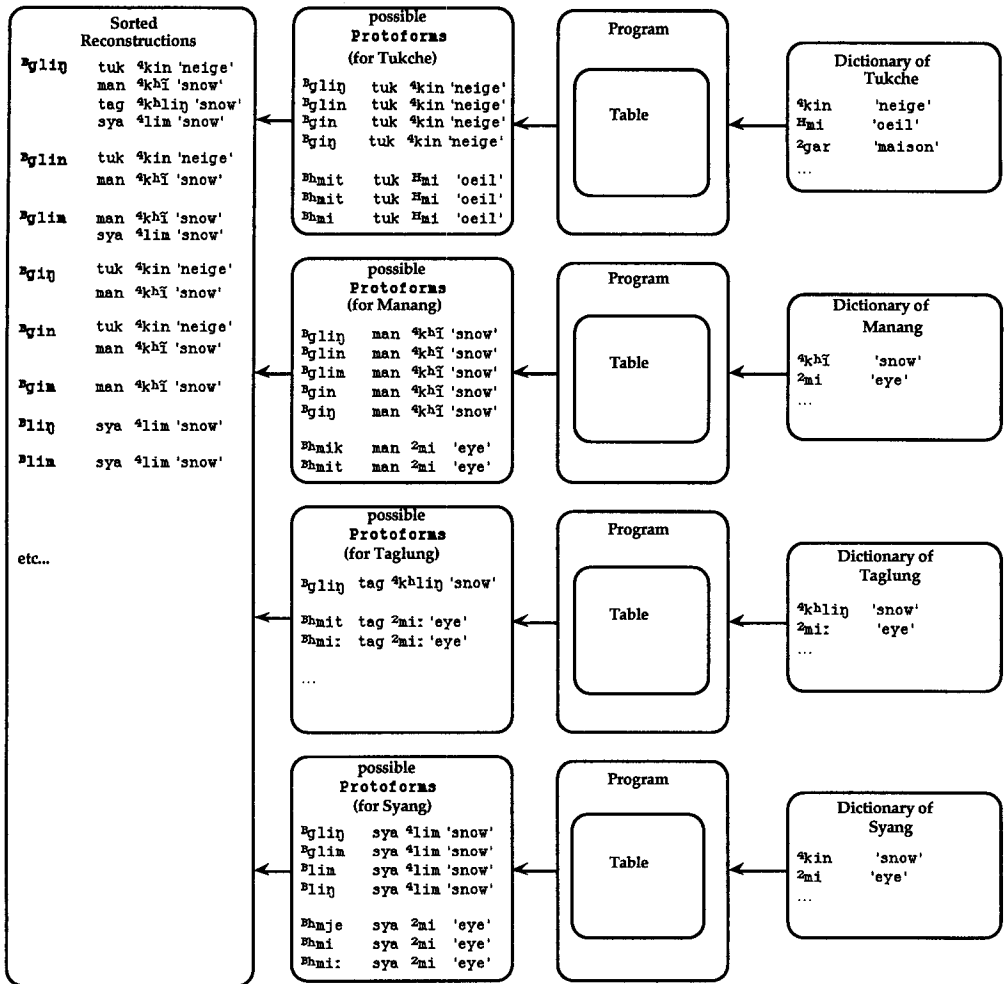 Sorted
Reconstructions
ᴮgliŋ tuk ⁴kin 'neige'
man ⁴kʰĩ 'snow'
tag ⁴kʰliŋ 'snow'
sya ⁴lim 'snow'
ᴮglin tuk ⁴kin 'neige'
man ⁴kʰĩ 'snow'
ᴮglim man ⁴kʰĩ 'snow'
sya ⁴lim 'snow'
ᴮgiŋ tuk ⁴kin 'neige'
man ⁴kʰĩ 'snow'
ᴮgin tuk ⁴kin 'neige'
man ⁴kʰĩ 'snow'
ᴮgim man ⁴kʰĩ 'snow'
ᴮliŋ sya ⁴lim 'snow'
ᴮlim sya ⁴lim 'snow'
etc...
possible
Protoforms
(for Tukche)
ᴮgliŋ tuk ⁴kin 'neige'
ᴮglin tuk ⁴kin 'neige'
ᴮgin tuk ⁴kin 'neige'
ᴮgiŋ tuk ⁴kin 'neige'
ᴮʰmit tuk ᴴmi 'oeil'
ᴮʰmit tuk ᴴmi 'oeil'
ᴮʰmi tuk ᴴmi 'oeil'
Program
Table
Dictionary of
Tukche
⁴kin 'neige'
ᴴmi 'oeil'
²gar 'maison'
...
possible
Protoforms
(for Manang)
ᴮgliŋ man ⁴kʰĩ 'snow'
ᴮglin man ⁴kʰĩ 'snow'
ᴮglim man ⁴kʰĩ 'snow'
ᴮgin man ⁴kʰĩ 'snow'
ᴮgiŋ man ⁴kʰĩ 'snow'
ᴮʰmik man ²mi 'eye'
ᴮʰmit man ²mi 'eye'
Program
Table
Dictionary of
Manang
⁴kʰĩ 'snow'
²mi 'eye'
...
possible
Protoforms
(for Taglung)
ᴮgliŋ tag ⁴kʰliŋ 'snow'
ᴮʰmit tag ²mi: 'eye'
ᴮʰmi: tag ²mi: 'eye'
...
Program
Table
Dictionary of
Taglung
⁴kʰliŋ 'snow'
²mi: 'eye'
...
possible
Protoforms
(for Syang)
ᴮgliŋ sya ⁴lim 'snow'
ᴮglim sya ⁴lim 'snow'
ᴮlim sya ⁴lim 'snow'
ᴮliŋ sya ⁴lim 'snow'
ᴮʰmje sya ²mi 'eye'
ᴮʰmi sya ²mi 'eye'
ᴮʰmi: sya ²mi 'eye'
Program
Table
Dictionary of
Syang
⁴kin 'snow'
²mi 'eye'
...